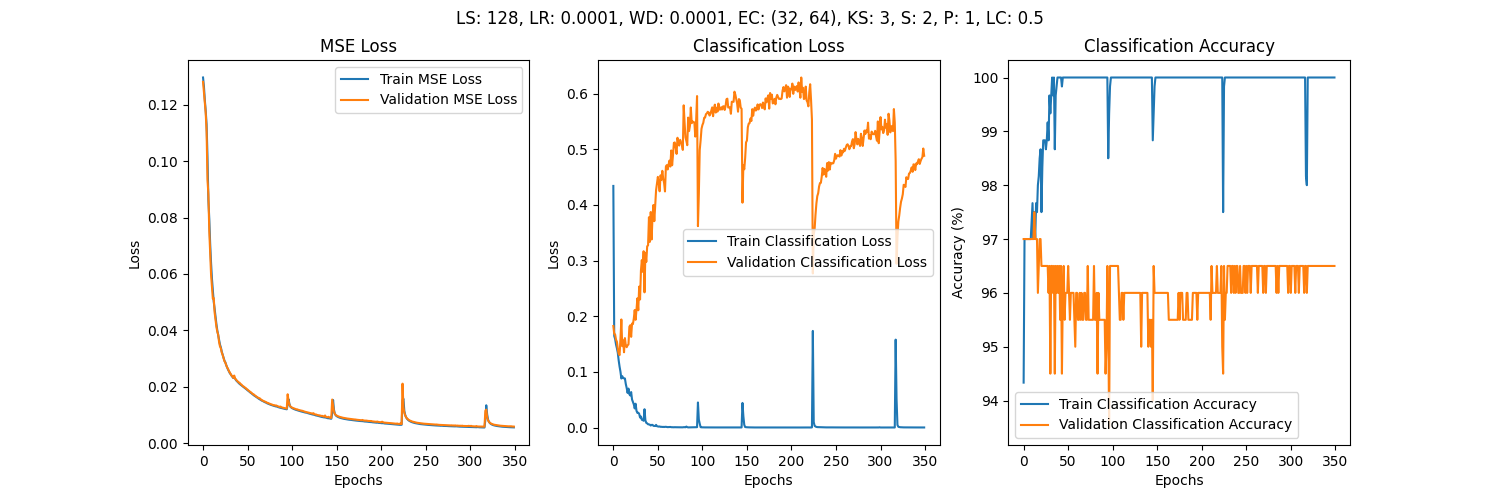 LS: 128, LR: 0.0001, WD: 0.0001, EC: (32, 64), KS: 3, S: 2, P: 1, LC: 0.5
MSE Loss
Train MSE Loss
Validation MSE Loss
Loss
0.12
0.10
0.08
0.06
0.04
0.02
0.00
0 50 100 150 200 250 300 350
Epochs
Classification Loss
Train Classification Loss
Validation Classification Loss
Loss
0.6
0.5
0.4
0.3
0.2
0.1
0.0
0 50 100 150 200 250 300 350
Epochs
Classification Accuracy
Train Classification Accuracy
Validation Classification Accuracy
Accuracy (%)
100
99
98
97
96
95
94
0 50 100 150 200 250 300 350
Epochs